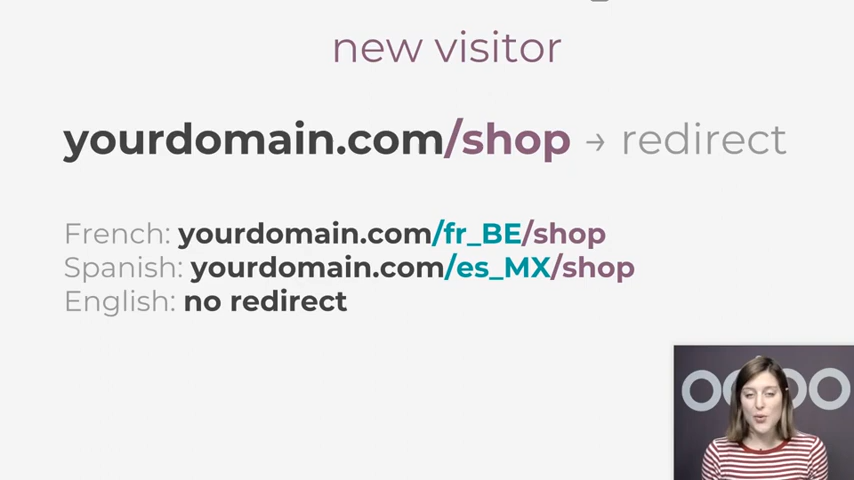 new visitor
yourdomain.com/shop → redirect
French: yourdomain.com/fr_BE/shop
Spanish: yourdomain.com/es_MX/shop
English: no redirect